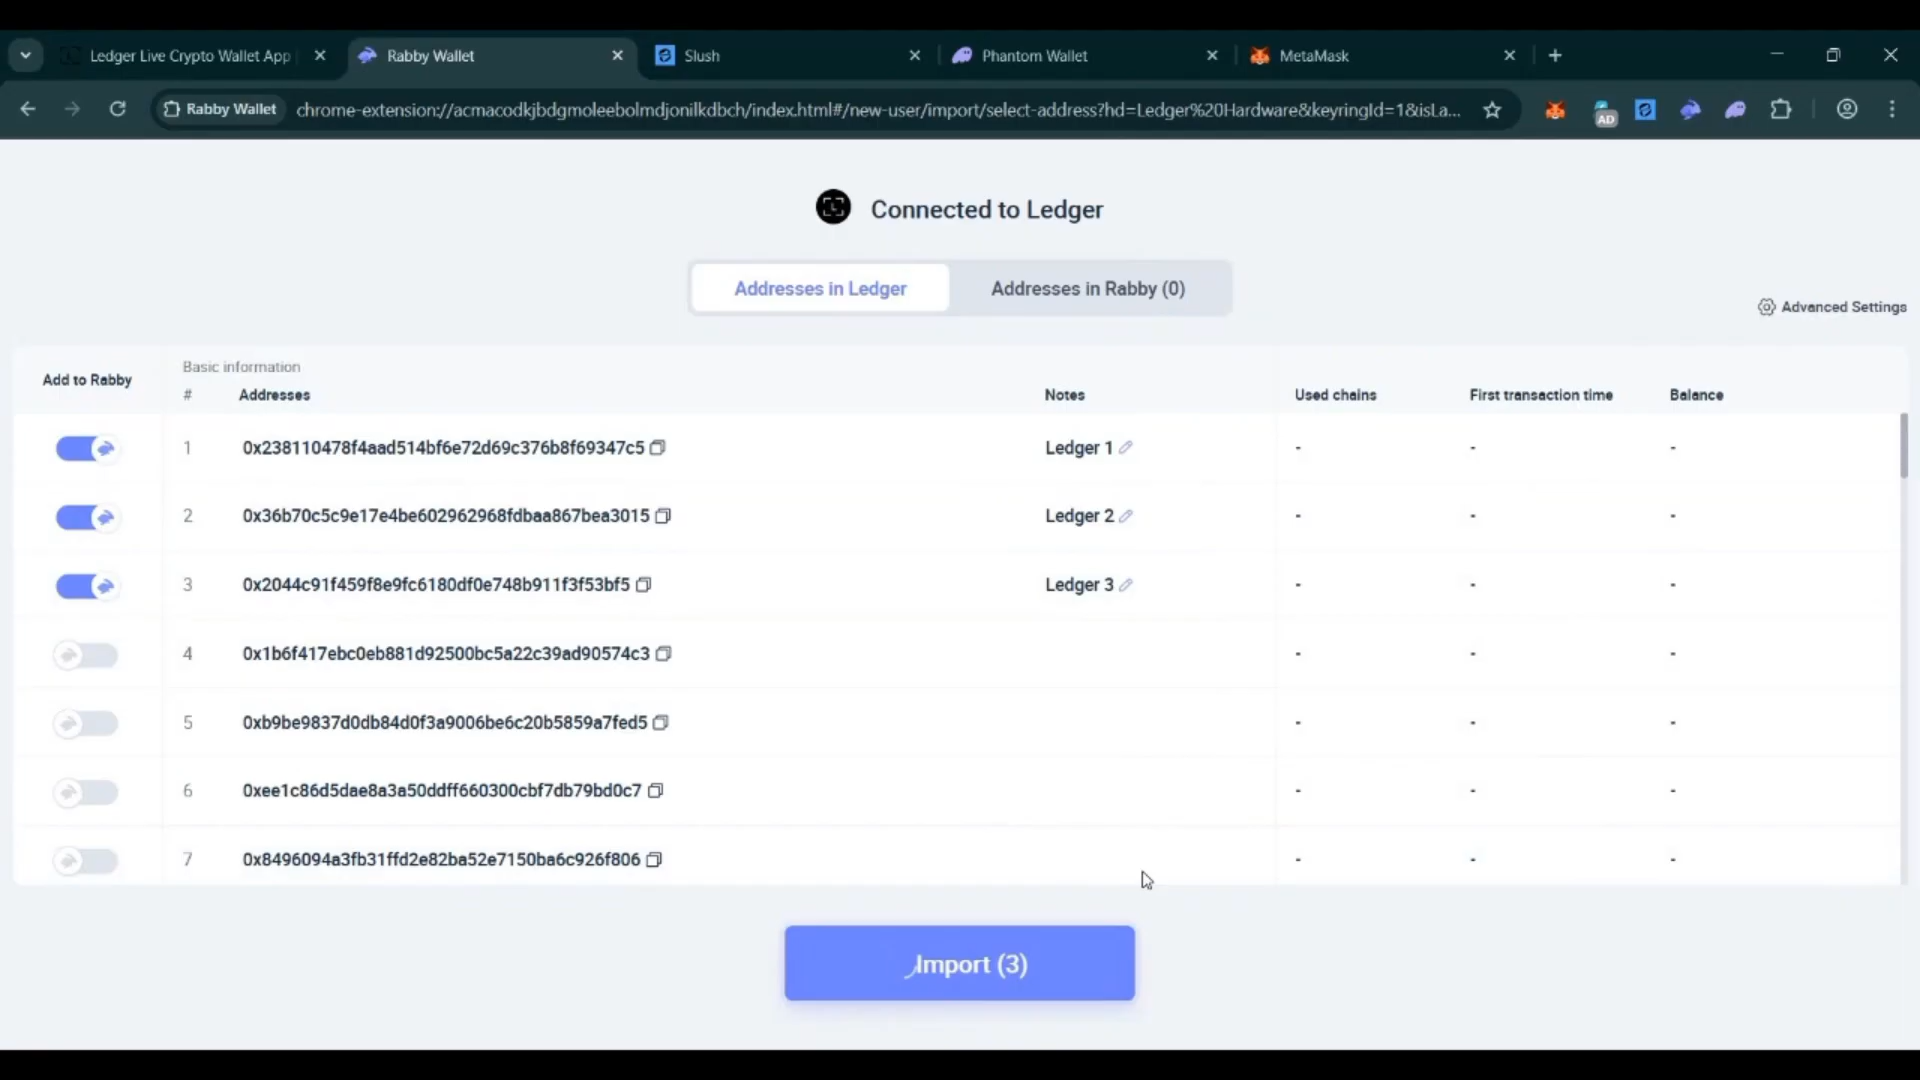 Ledger Live Crypto Wallet App
Rabby Wallet
Slush
Phantom Wallet
MetaMask
Rabby Wallet
chrome-extension://acmacodkjbdgmoleebolmdjonilkdbch/index.html#/new-user/import/select-address?hd=Ledger%20Hardware&keyringId=1&isLa...
AD
Connected to Ledger
Addresses in Ledger
Addresses in Rabby (0)
Advanced Settings
Add to Rabby
Basic information
# Addresses Notes Used chains First transaction time Balance
1 0x238110478f4aad514bf6e72d69c376b8f69347c5 Ledger 1 - - -
2 0x36b70c5c9e17e4be602962968fdbaa867bea3015 Ledger 2 - - -
3 0x2044c91f459f8e9fc6180df0e748b911f3f53bf5 Ledger 3 - - -
4 0x1b6f417ebc0eb881d92500bc5a22c39ad90574c3 - - -
5 0xb9be9837d0db84d0f3a9006be6c20b5859a7fed5 - - -
6 0xee1c86d5dae8a3a50ddff660300cbf7db79bd0c7 - - -
7 0x8496094a3fb31ffd2e82ba52e7150ba6c926f806 - - -
Import (3)